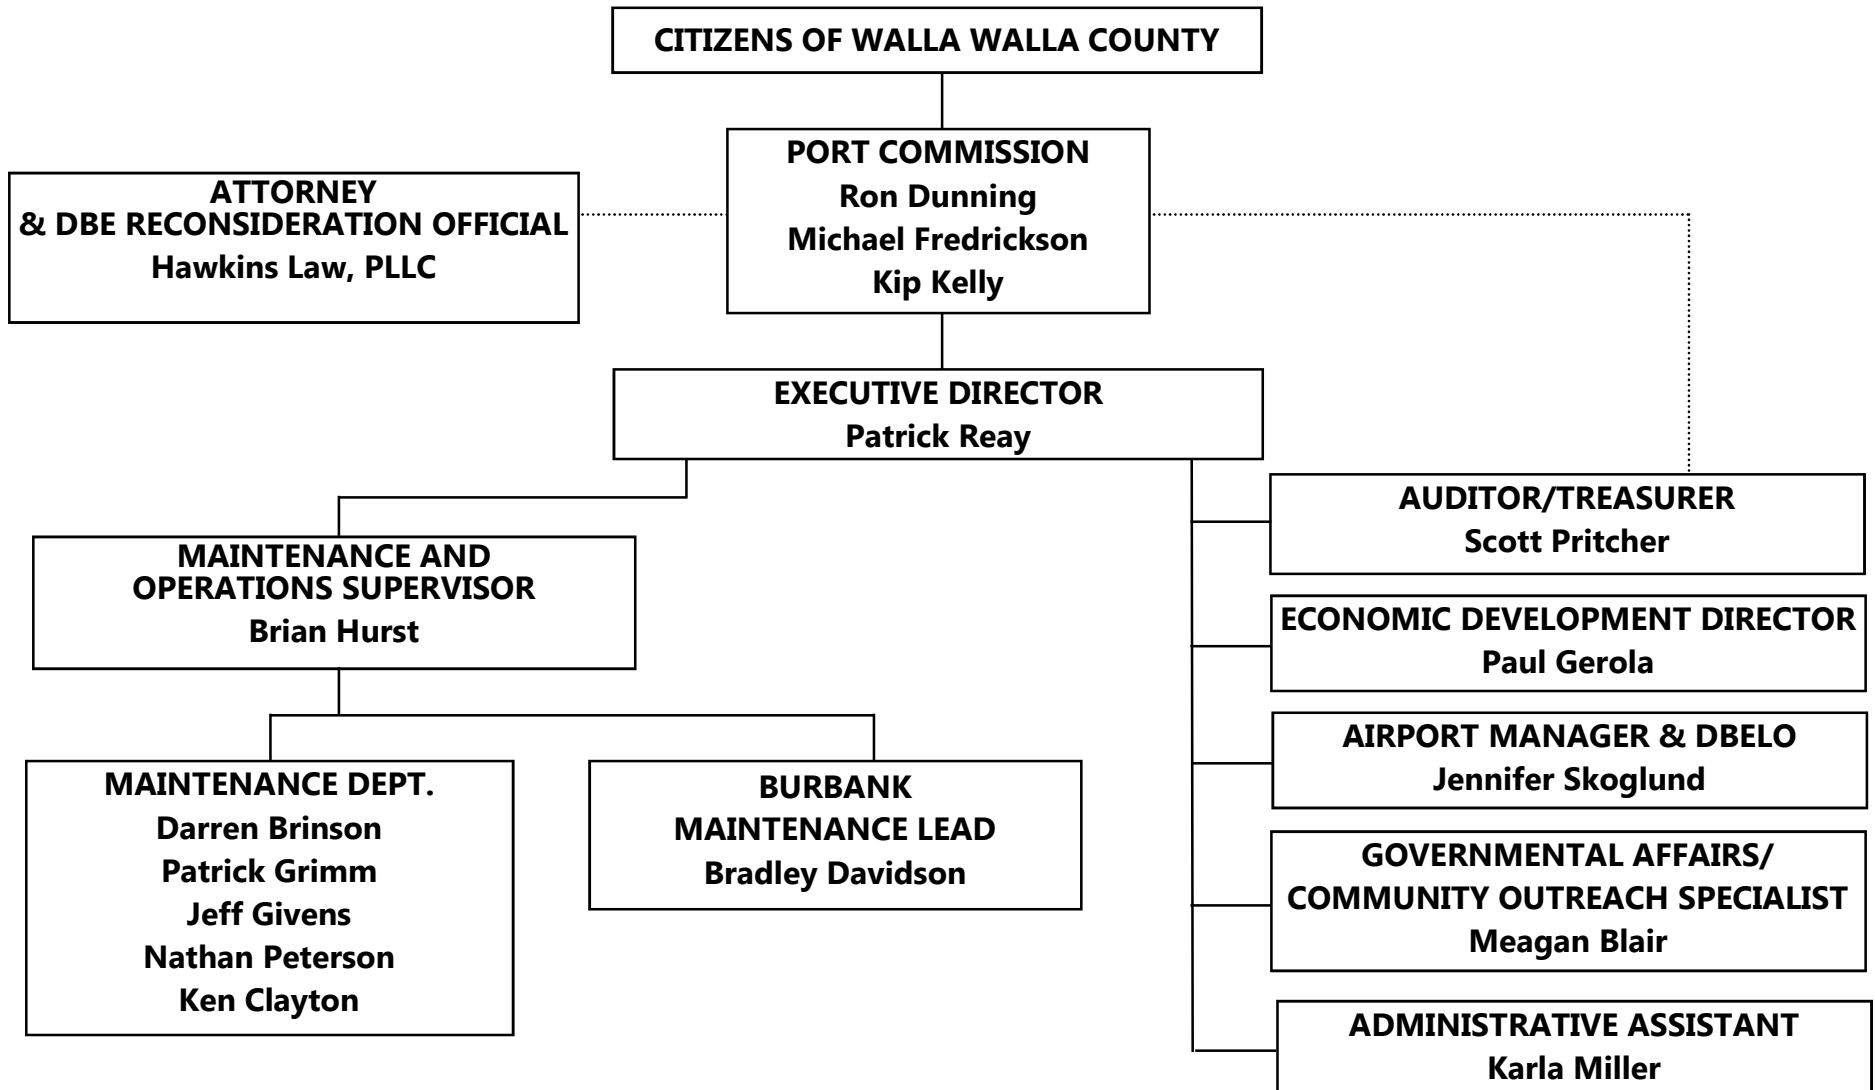 CITIZENS OF WALLA WALLA COUNTY
PORT COMMISSION
Ron Dunning
Michael Fredrickson
Kip Kelly
ATTORNEY
& DBE RECONSIDERATION OFFICIAL
Hawkins Law, PLLC
EXECUTIVE DIRECTOR
Patrick Reay
MAINTENANCE AND
OPERATIONS SUPERVISOR
Brian Hurst
MAINTENANCE DEPT.
Darren Brinson
Patrick Grimm
Jeff Givens
Nathan Peterson
Ken Clayton
BURBANK
MAINTENANCE LEAD
Bradley Davidson
AUDITOR/TREASURER
Scott Pritcher
ECONOMIC DEVELOPMENT DIRECTOR
Paul Gerola
AIRPORT MANAGER & DBELO
Jennifer Skoglund
GOVERNMENTAL AFFAIRS/
COMMUNITY OUTREACH SPECIALIST
Meagan Blair
ADMINISTRATIVE ASSISTANT
Karla Miller